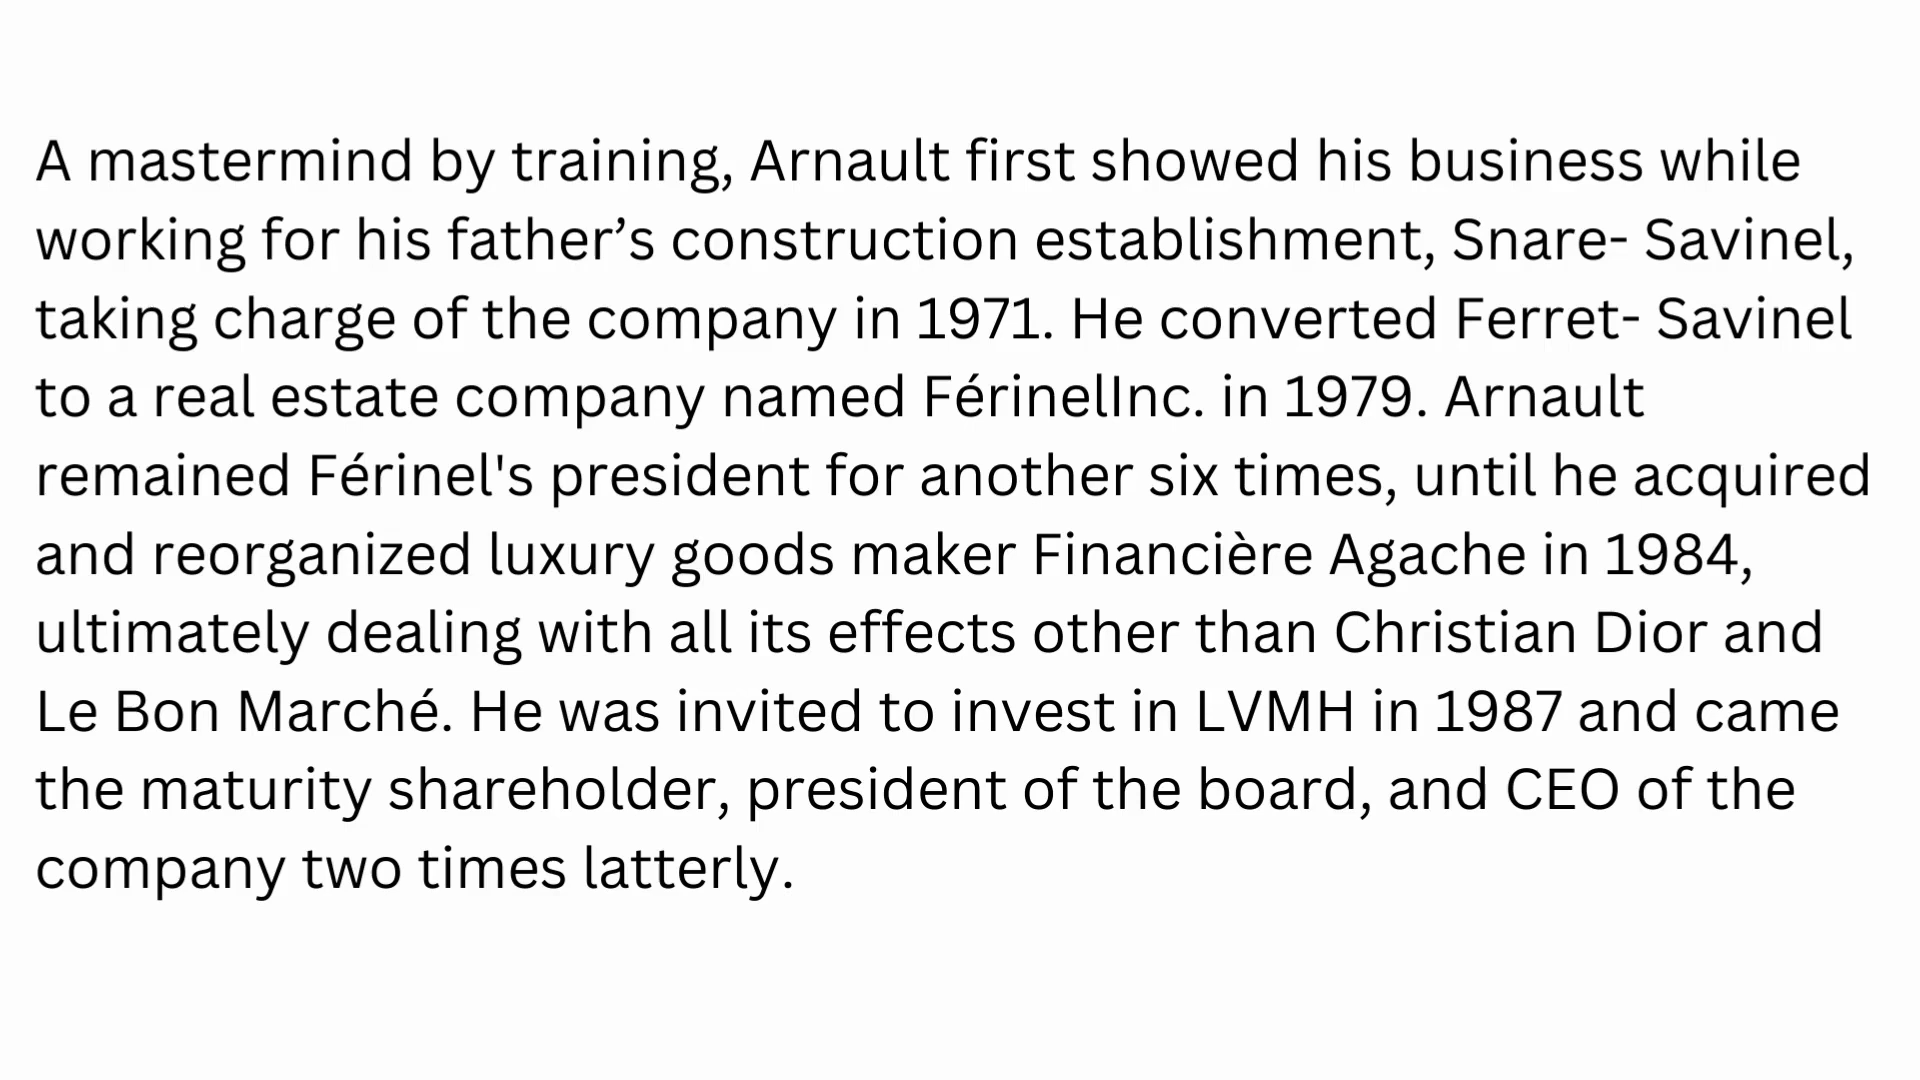 A mastermind by training, Arnault first showed his business while
working for his father’s construction establishment, Snare- Savinel,
taking charge of the company in 1971. He converted Ferret- Savinel
to a real estate company named FérinelInc. in 1979. Arnault
remained Férinel's president for another six times, until he acquired
and reorganized luxury goods maker Financière Agache in 1984,
ultimately dealing with all its effects other than Christian Dior and
Le Bon Marché. He was invited to invest in LVMH in 1987 and came
the maturity shareholder, president of the board, and CEO of the
company two times latterly.